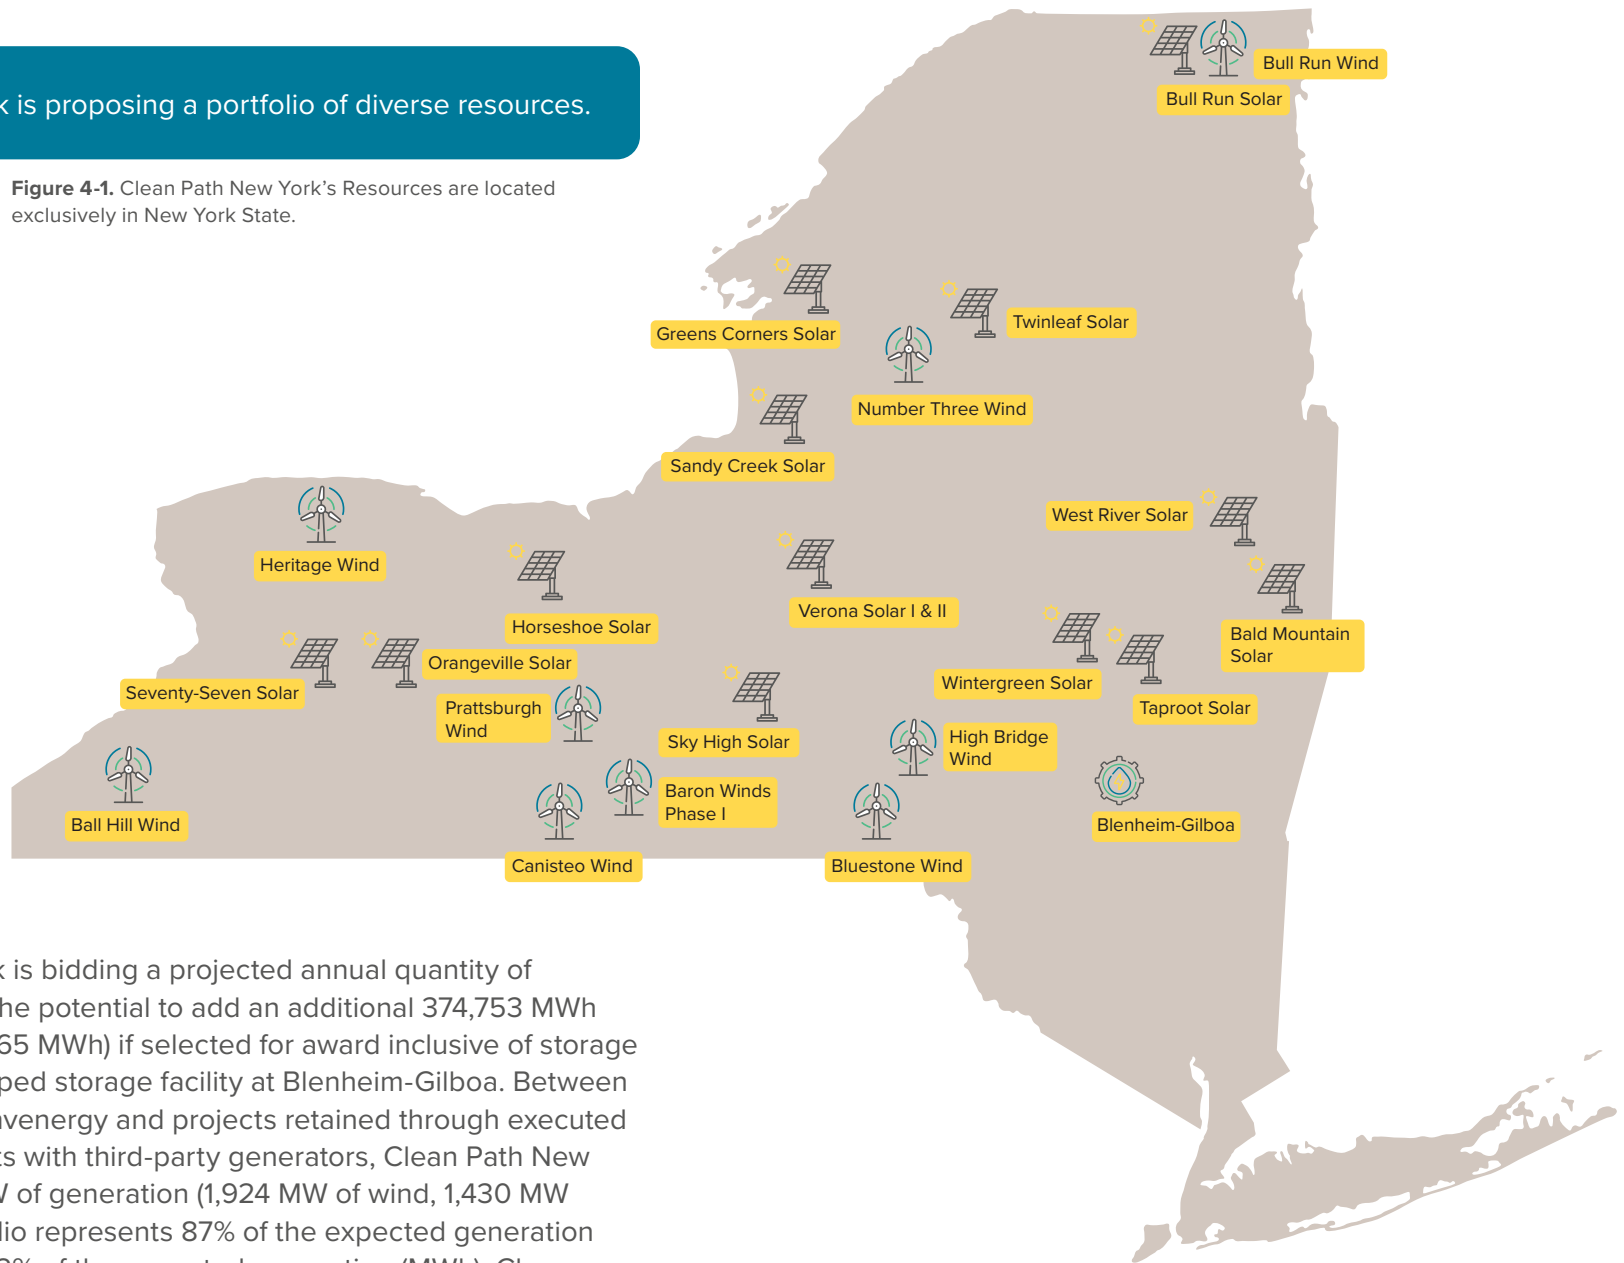 k is proposing a portfolio of diverse resources.
Figure 4-1. Clean Path New York’s Resources are located
exclusively in New York State.
Bull Run Wind
Bull Run Solar
Greens Corners Solar
Twinleaf Solar
Number Three Wind
Sandy Creek Solar
West River Solar
Heritage Wind
Verona Solar I & II
Horseshoe Solar
Bald Mountain
Solar
Orangeville Solar
Seventy-Seven Solar
Wintergreen Solar
Taproot Solar
Prattsburgh
Wind
Sky High Solar
High Bridge
Wind
Baron Winds
Phase I
Ball Hill Wind
Blenheim-Gilboa
Canisteo Wind
Bluestone Wind
k is bidding a projected annual quantity of
he potential to add an additional 374,753 MWh
65 MWh) if selected for award inclusive of storage
ped storage facility at Blenheim-Gilboa. Between
venergy and projects retained through executed
ts with third-party generators, Clean Path New
W of generation (1,924 MW of wind, 1,430 MW
lio represents 87% of the expected generation